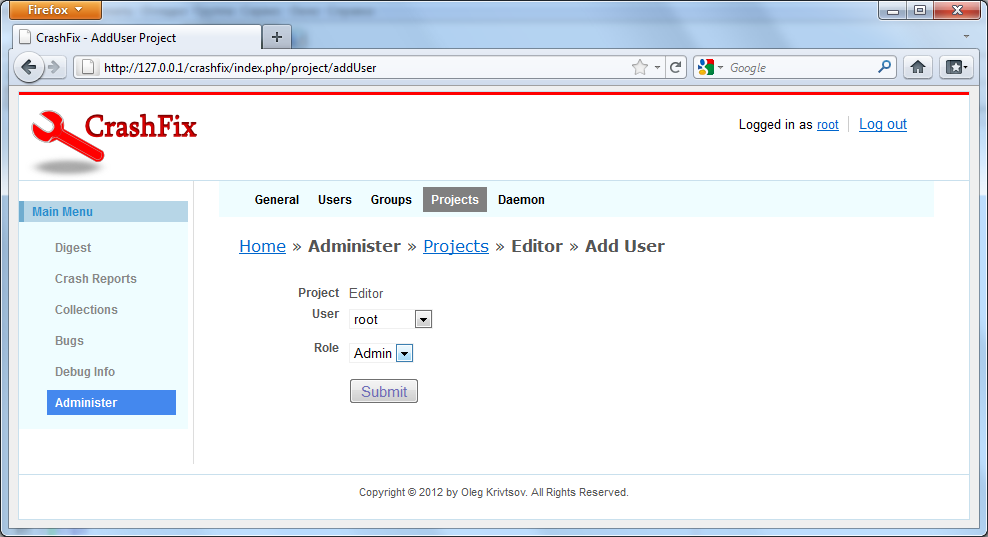 Firefox
CrashFix - AddUser Project
http://127.0.0.1/crashfix/index.php/project/addUser
Google
CrashFix
Logged in as root
Log out
General Users Groups Projects Daemon
Main Menu
Digest
Crash Reports
Collections
Bugs
Debug Info
Administer
Home » Administer » Projects » Editor » Add User
Project Editor
User root
Role Admin
Submit
Copyright © 2012 by Oleg Krivtsov. All Rights Reserved.